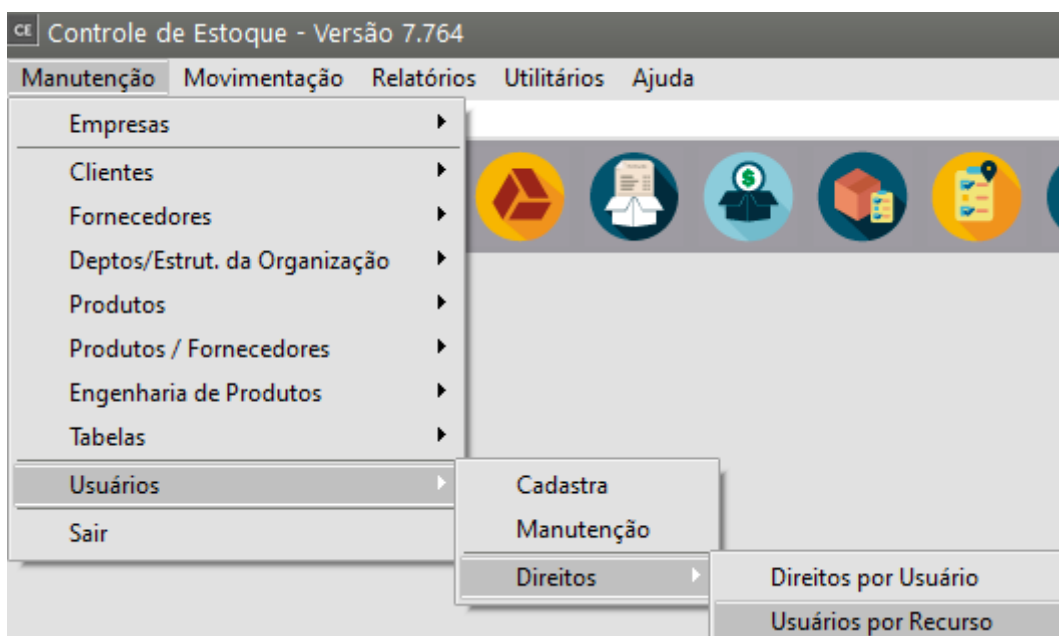 CE Controle de Estoque - Versão 7.764
Manutenção Movimentação Relatórios Utilitários Ajuda
Empresas
Clientes
Fornecedores
Deptos/Estrut. da Organização
Produtos
Produtos / Fornecedores
Engenharia de Produtos
Tabelas
Usuários
Sair
Cadastra
Manutenção
Direitos
Direitos por Usuário
Usuários por Recurso